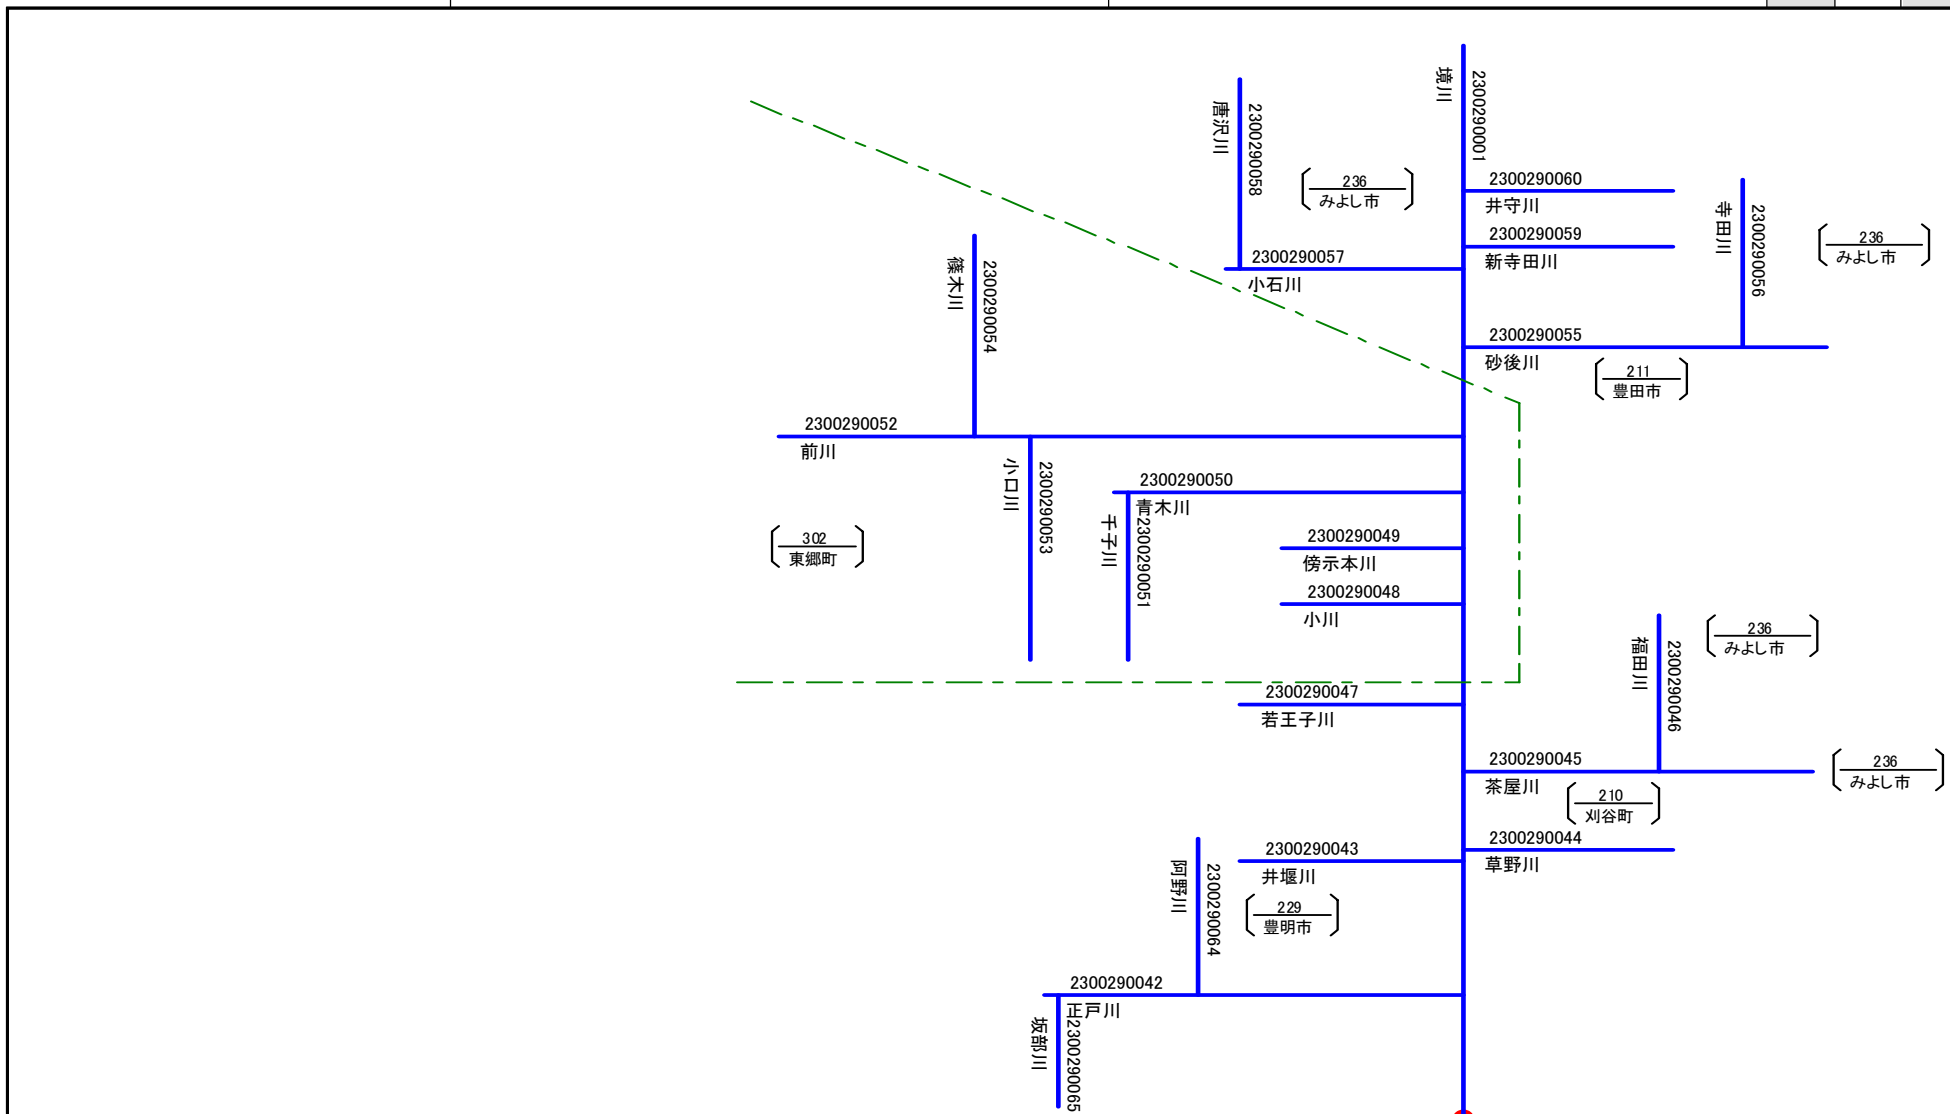 境川
2300290001
唐沢川
2300290058
236
みよし市
2300290060
井守川
2300290059
新寺田川
寺田川
2300290056
236
みよし市
2300290057
小石川
篠木川
2300290054
2300290055
砂後川
211
豊田市
2300290052
前川
小口川
2300290053
2300290050
青木川
千子川
2300290051
302
東郷町
2300290049
傍示本川
2300290048
小川
福田川
2300290046
236
みよし市
2300290047
若王子川
2300290045
茶屋川
236
みよし市
210
刈谷町
2300290044
草野川
2300290043
井堰川
阿野川
2300290064
229
豊明市
2300290042
正戸川
坂部川
2300290065